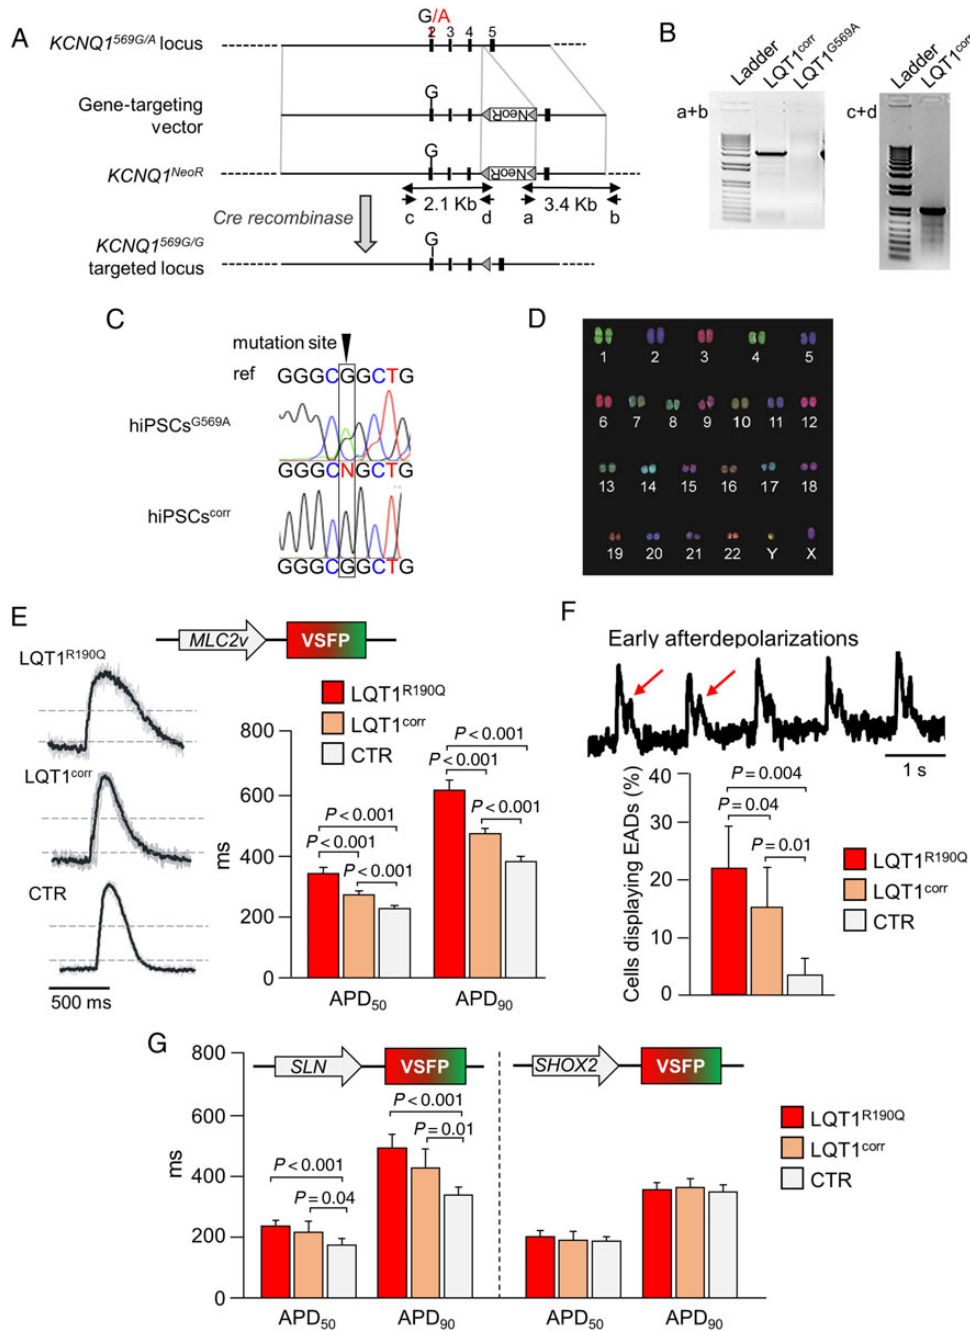 A
G/A
2 3 4 5
KCNQ1569G/A locus
Gene-targeting
vector
G
NeoR
KCNQ1NeoR
G
NeoR
2.1 Kb
3.4 Kb
c d a b
Cre recombinase
KCNQ1569G/G
targeted locus
G
B
Ladder
LQT1corr
LQT1G569A
a+b
Ladder
LQT1corr
c+d
C
mutation site
ref
GGGCGGCTG
hiPSCsG569A
GGGCNGCTG
hiPSCscorr
GGGCGGCTG
D
1 2 3 4 5
6 7 8 9 10 11 12
13 14 15 16 17 18
19 20 21 22 Y X
E
MLC2v
VSFP
LQT1R190Q
LQT1corr
CTR
500 ms
LQT1R190Q
LQT1corr
CTR
800
600
400
200
0
ms
P < 0.001
P < 0.001
P < 0.001
P < 0.001
P < 0.001
P < 0.001
APD50
APD90
F
Early afterdepolarizations
1 s
Cells displaying EADs (%)
40
30
20
10
0
P = 0.004
P = 0.04
P = 0.01
LQT1R190Q
LQT1corr
CTR
G
SLN
VSFP
SHOX2
VSFP
800
600
400
200
0
ms
P < 0.001
P = 0.04
P < 0.001
P = 0.01
LQT1R190Q
LQT1corr
CTR
APD50
APD90
APD50
APD90